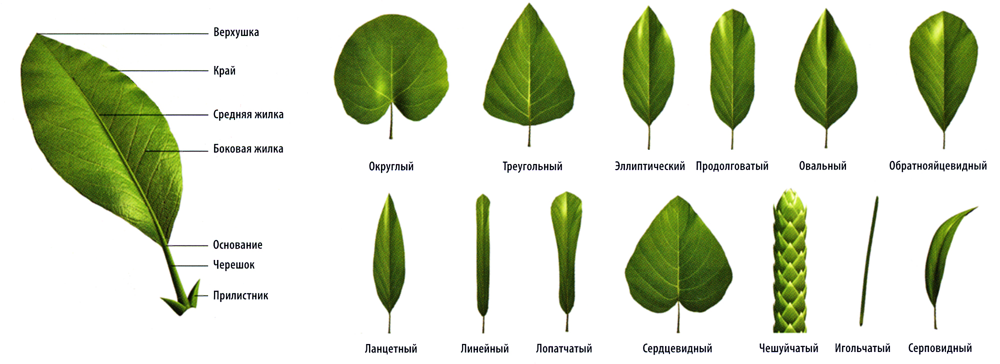 Верхушка
Край
Средняя жилка
Боковая жилка
Основание
Черешок
Прилистник
Округлый
Треугольный
Эллиптический
Продолговатый
Овальный
Обратнояйцевидный
Ланцетный
Линейный
Лопатчатый
Сердцевидный
Чешуйчатый
Игольчатый
Серповидный